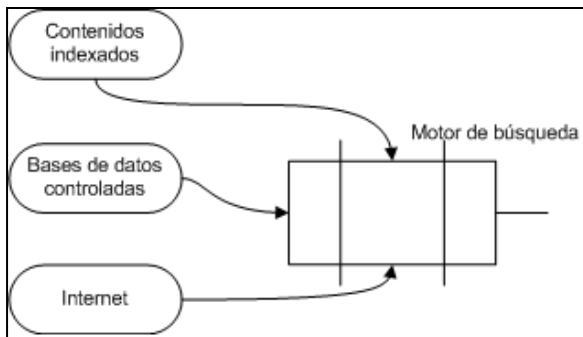 Contenidos
indexados
Motor de búsqueda
Bases de datos
controladas
Internet